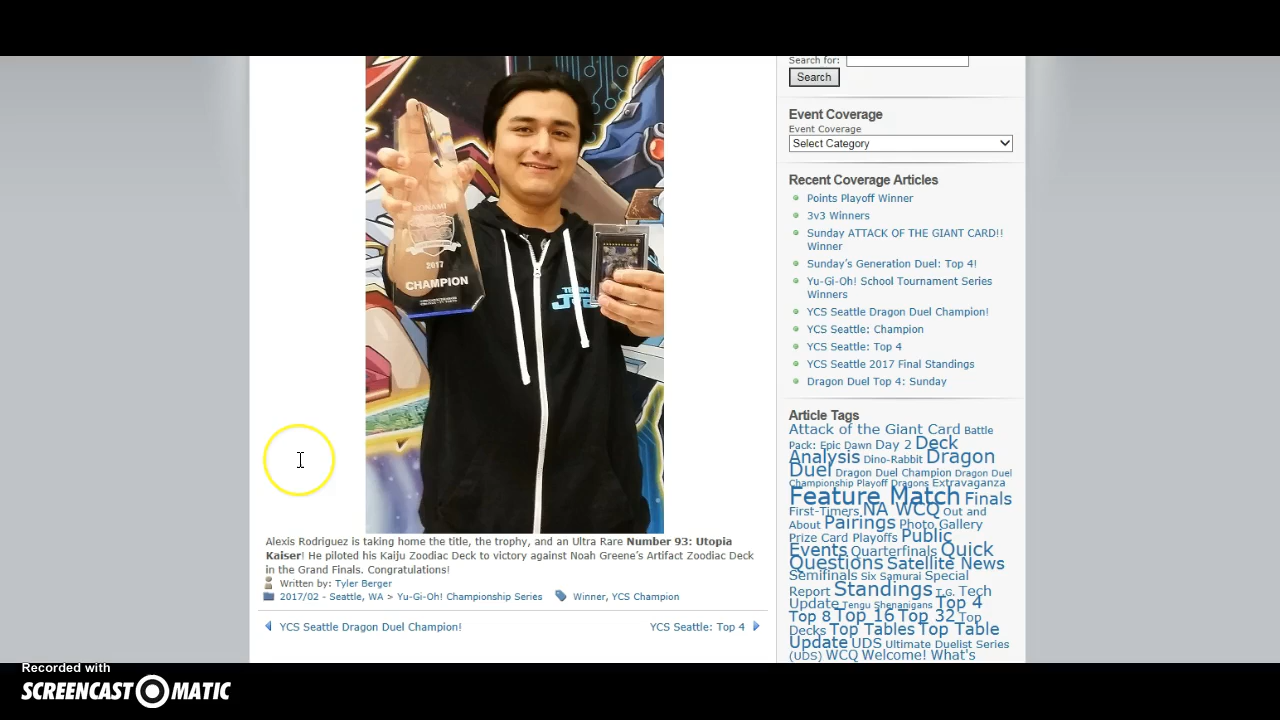 Search for:
Search
Event Coverage
Event Coverage
Select Category
Recent Coverage Articles
Points Playoff Winner
3v3 Winners
Sunday ATTACK OF THE GIANT CARD!!
Winner
Sunday's Generation Duel: Top 4!
Yu-Gi-Oh! School Tournament Series
Winners
YCS Seattle Dragon Duel Champion!
YCS Seattle: Champion
YCS Seattle: Top 4
YCS Seattle 2017 Final Standings
Dragon Duel Top 4: Sunday
Article Tags
Attack of the Giant Card Battle
Pack: Epic Dawn Day 2 Deck
Analysis Dino-Rabbit Dragon
Duel Dragon Duel Champion Dragon Duel
Championship Playoff Dragons Extravaganza
Feature Match Finals
First-Timers NA WCQ Out and
About Pairings Photo Gallery
Prize Card Playoffs Public
Events Quarterfinals Quick
Questions Satellite News
Semifinals Six Samurai Special
Report Standings T.G. Tech
Update Tengu Shenanigans Top 4
Top 8 Top 16 Top 32 Top
Decks Top Tables Top Table
Update UDS Ultimate Duelist Series
(UDS) WCQ Welcome! What's
KONAMI
2017
CHAMPION
TEAM
Alexis Rodriguez is taking home the title, the trophy, and an Ultra Rare Number 93: Utopia
Kaiser! He piloted his Kaiju Zoodiac Deck to victory against Noah Greene's Artifact Zoodiac Deck
in the Grand Finals. Congratulations!
Written by: Tyler Berger
2017/02 - Seattle, WA > Yu-Gi-Oh! Championship Series Winner, YCS Champion
YCS Seattle Dragon Duel Champion! YCS Seattle: Top 4
Recorded with
SCREENCAST MATIC